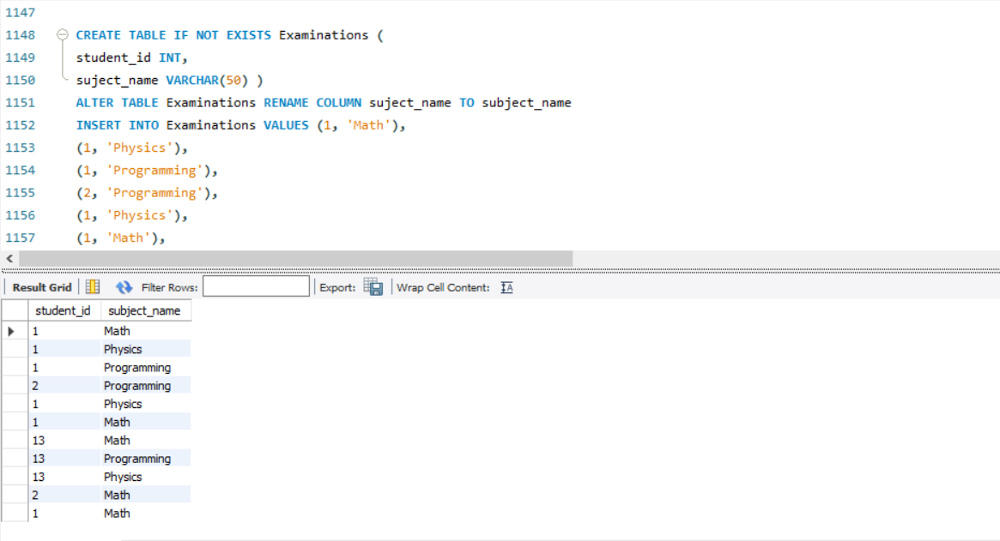 1147
1148 CREATE TABLE IF NOT EXISTS Examinations (
1149 student_id INT,
1150 suject_name VARCHAR(50) )
1151 ALTER TABLE Examinations RENAME COLUMN suject_name TO subject_name
1152 INSERT INTO Examinations VALUES (1, 'Math'),
1153 (1, 'Physics'),
1154 (1, 'Programming'),
1155 (2, 'Programming'),
1156 (1, 'Physics'),
1157 (1, 'Math'),
Result Grid Filter Rows: Export: Wrap Cell Content: IA
student_id subject_name
1 Math
1 Physics
1 Programming
2 Programming
1 Physics
1 Math
13 Math
13 Programming
13 Physics
2 Math
1 Math